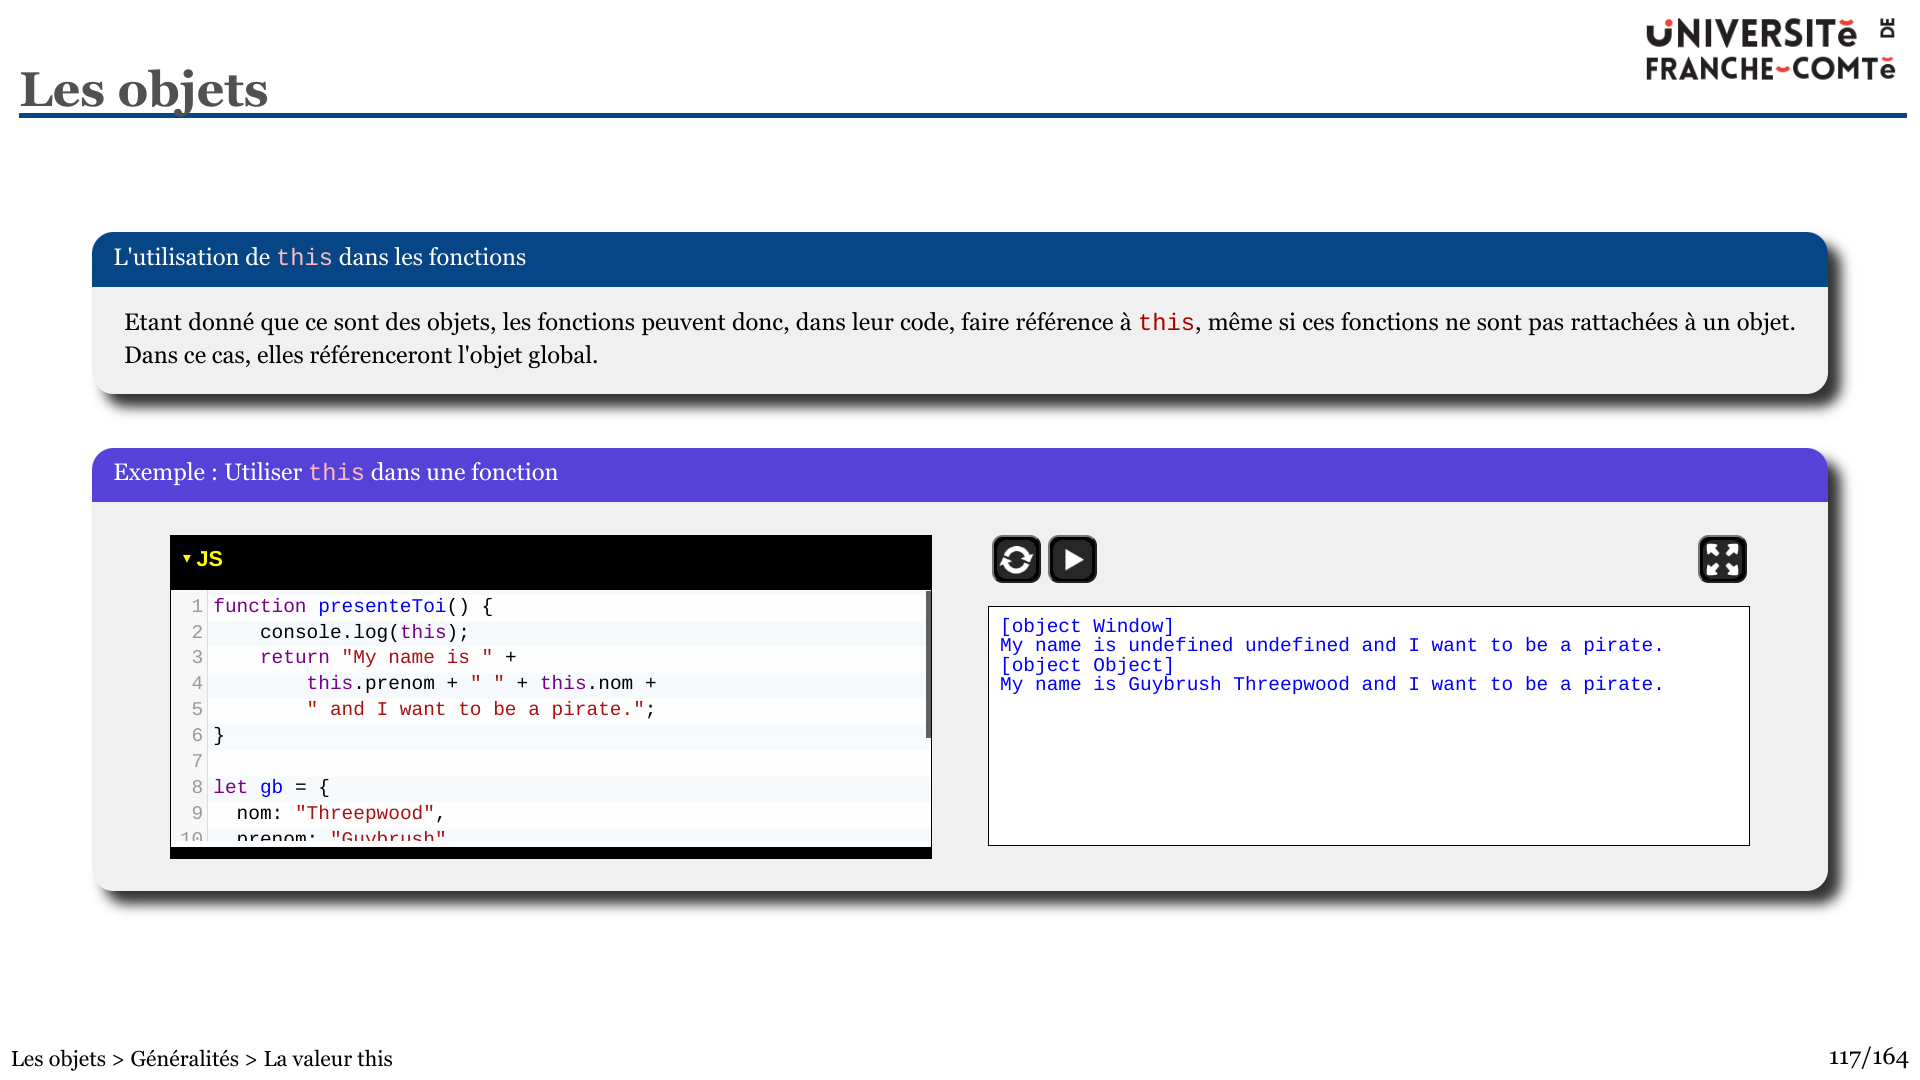 UNIVERSITĕ DE
FRANCHE-COMTĕ
Les objets
L'utilisation de this dans les fonctions
Etant donné que ce sont des objets, les fonctions peuvent donc, dans leur code, faire référence à this, même si ces fonctions ne sont pas rattachées à un objet.
Dans ce cas, elles référenceront l'objet global.
Exemple : Utiliser this dans une fonction
▾ JS
1 function presenteToi() {
2     console.log(this);
3     return "My name is " +
4         this.prenom + " " + this.nom +
5         " and I want to be a pirate.";
6 }
7
8 let gb = {
9   nom: "Threepwood",
10   prenom: "Guybrush"
[object Window]
My name is undefined undefined and I want to be a pirate.
[object Object]
My name is Guybrush Threepwood and I want to be a pirate.
Les objets > Généralités > La valeur this
117/164